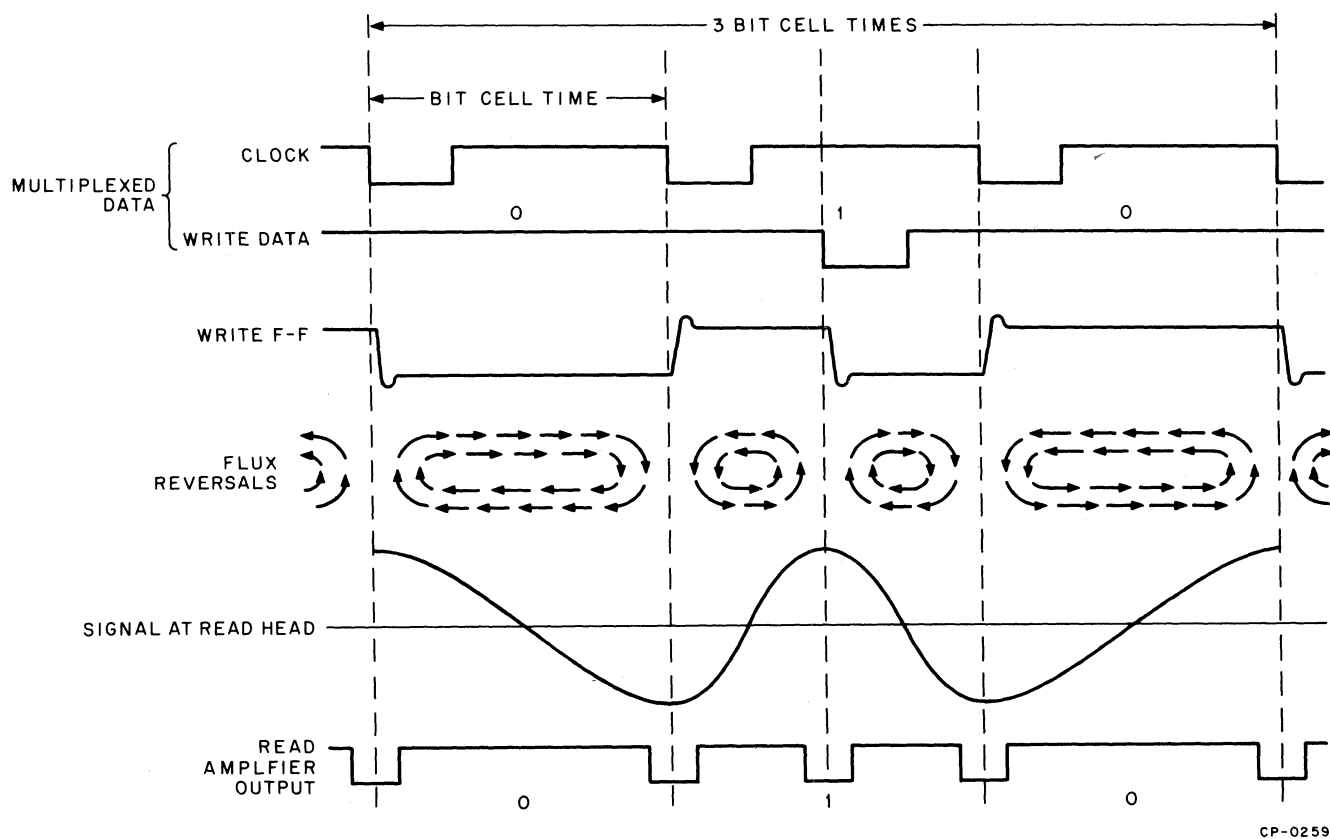 3 BIT CELL TIMES
BIT CELL TIME
CLOCK
MULTIPLEXED
DATA
0 1 0
WRITE DATA
WRITE F-F
FLUX
REVERSALS
SIGNAL AT READ HEAD
READ
AMPLFIER
OUTPUT
0 1 0
CP-0259